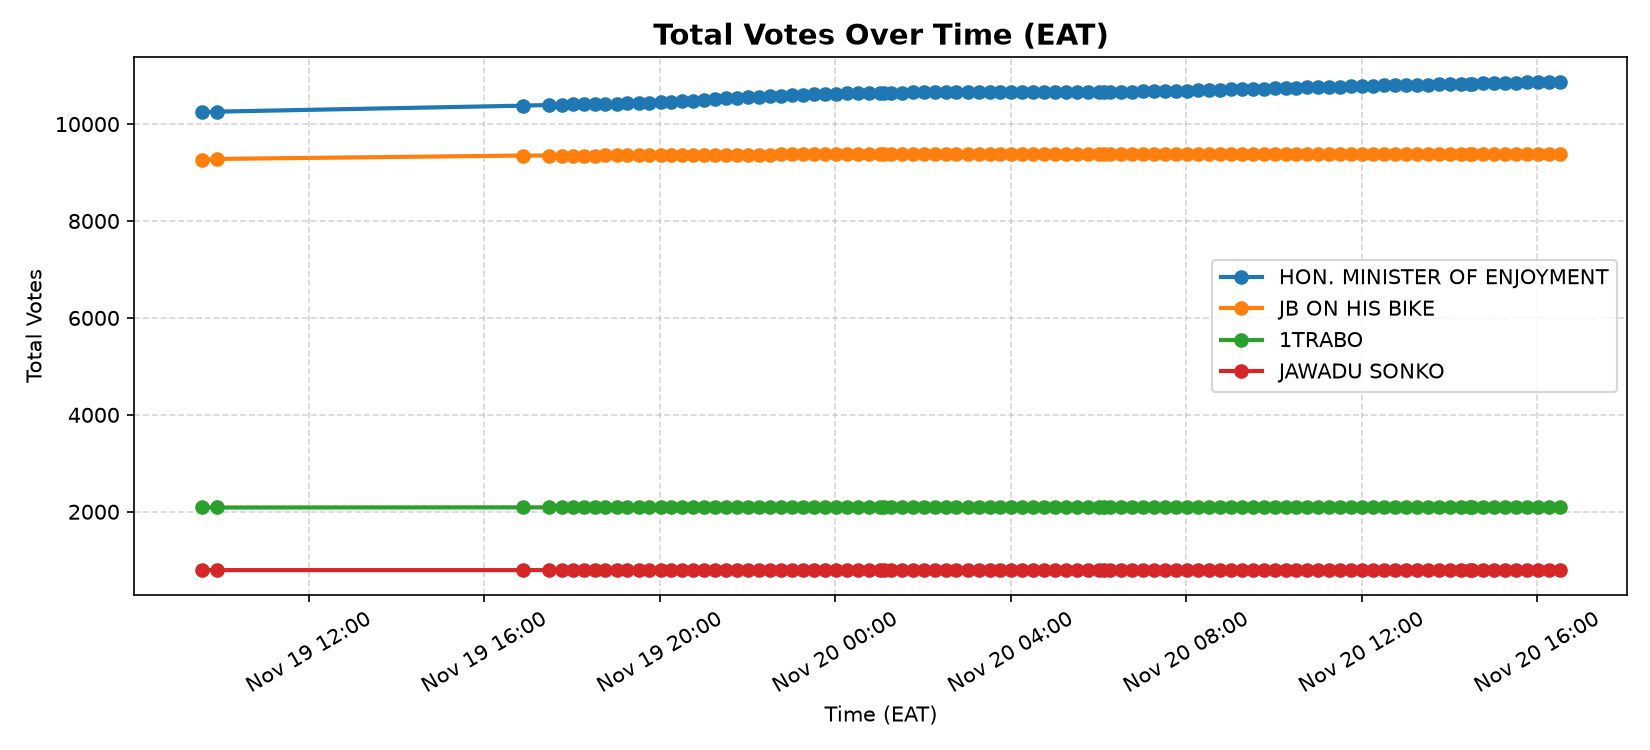 Total Votes Over Time (EAT)
Total Votes
10000
8000
6000
4000
2000
HON. MINISTER OF ENJOYMENT
JB ON HIS BIKE
1TRABO
JAWADU SONKO
Nov 19 12:00
Nov 19 16:00
Nov 19 20:00
Nov 20 00:00
Nov 20 04:00
Nov 20 08:00
Nov 20 12:00
Nov 20 16:00
Time (EAT)